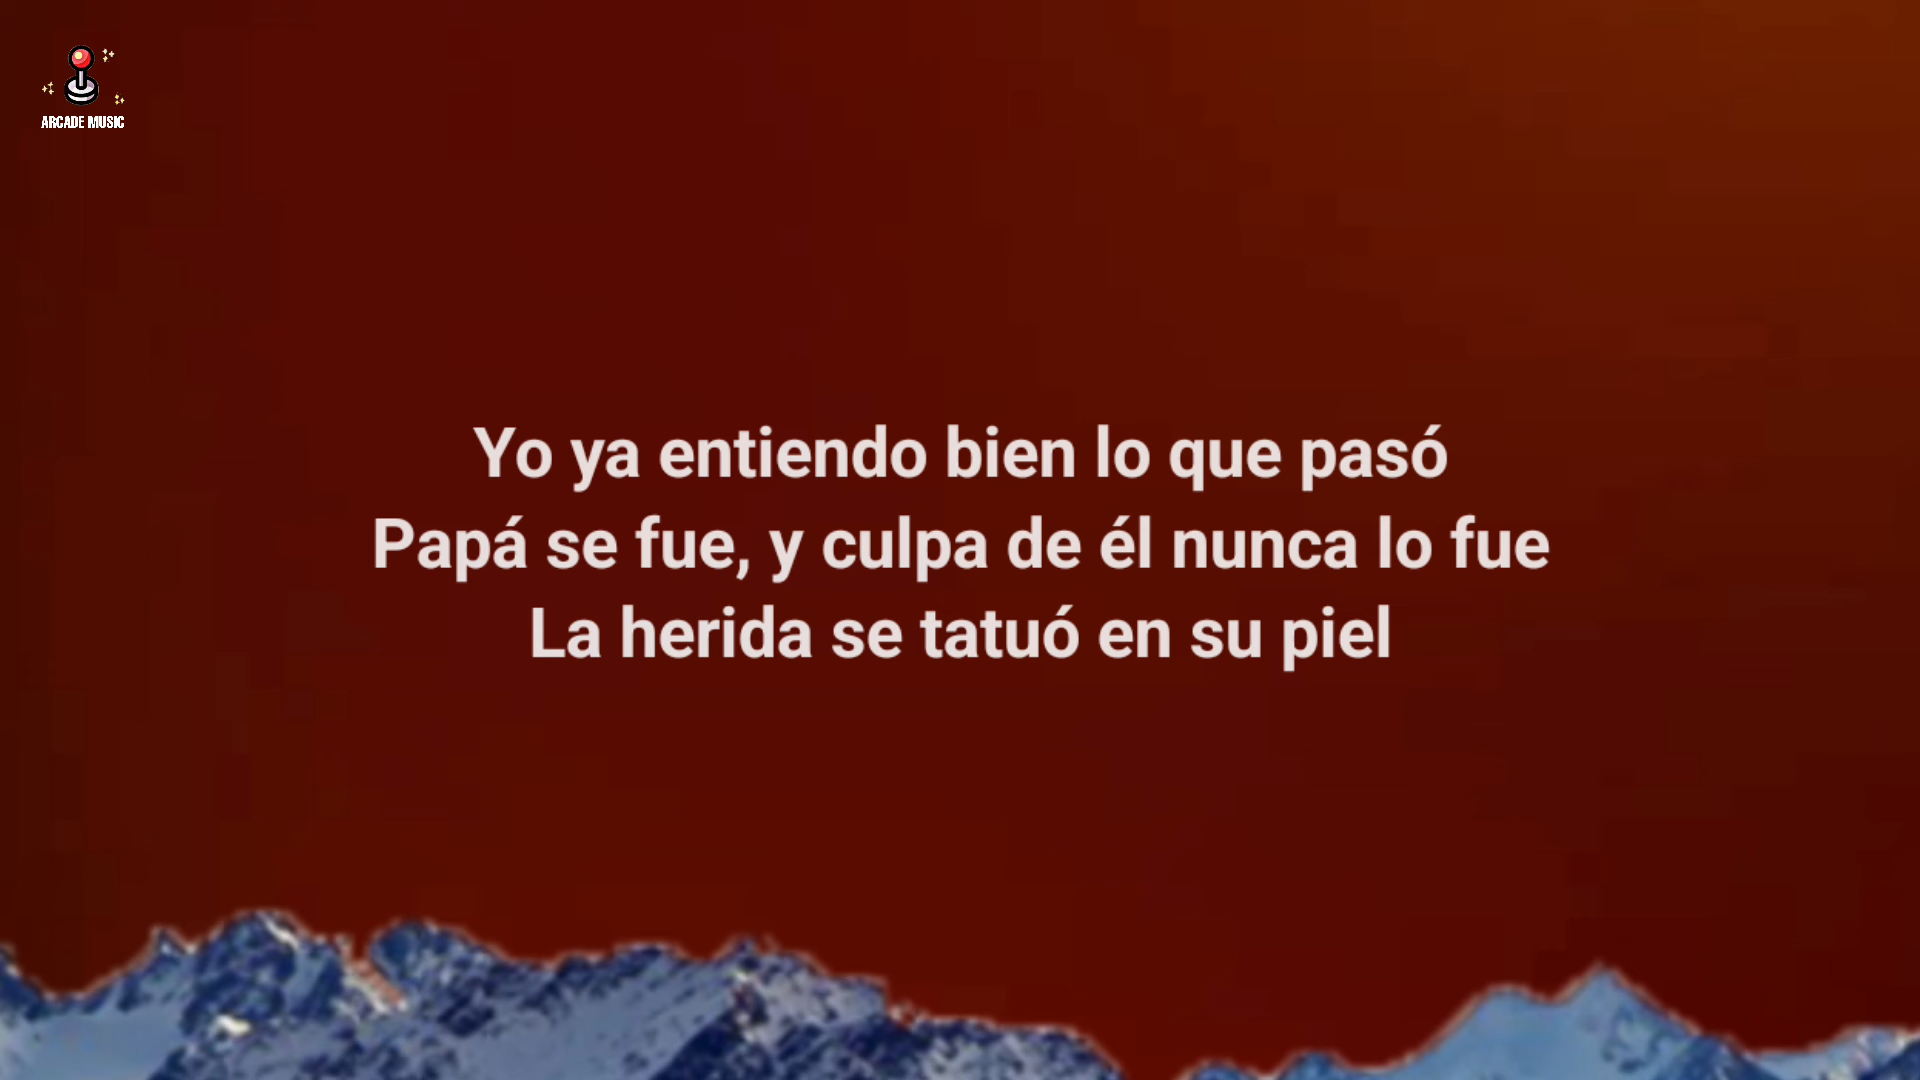 ARCADE MUSIC
Yo ya entiendo bien lo que pasó
Papá se fue, y culpa de él nunca lo fue
La herida se tatuó en su piel